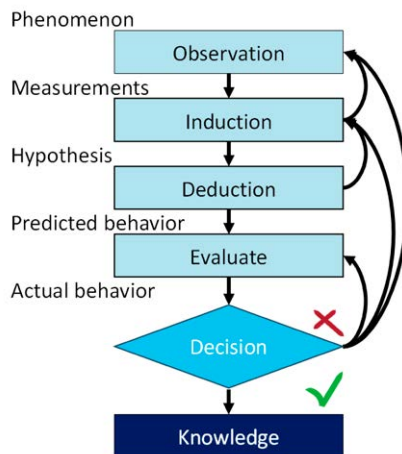 Phenomenon
Observation
Measurements
Induction
Hypothesis
Deduction
Predicted behavior
Evaluate
Actual behavior
Decision
Knowledge